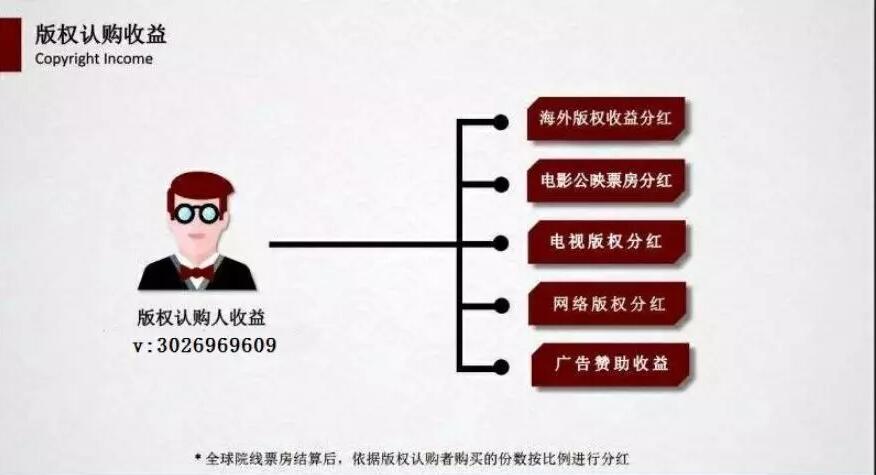 版权认购收益
Copyright Income
海外版权收益分红
电影公映票房分红
电视版权分红
网络版权分红
广告赞助收益
版权认购人收益
v:3026969609
*全球院线票房结算后，依据版权认购者购买的份数按比例进行分红